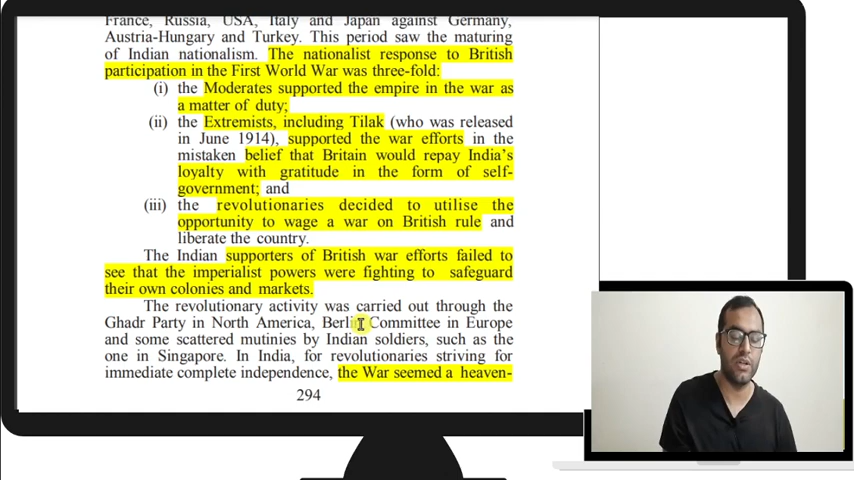 France, Russia, USA, Italy and Japan against Germany,
Austria-Hungary and Turkey. This period saw the maturing
of Indian nationalism. The nationalist response to British
participation in the First World War was three-fold:
(i) the Moderates supported the empire in the war as
a matter of duty;
(ii) the Extremists, including Tilak (who was released
in June 1914), supported the war efforts in the
mistaken belief that Britain would repay India's
loyalty with gratitude in the form of self-
government; and
(iii) the revolutionaries decided to utilise the
opportunity to wage a war on British rule and
liberate the country.
The Indian supporters of British war efforts failed to
see that the imperialist powers were fighting to safeguard
their own colonies and markets.
The revolutionary activity was carried out through the
Ghadr Party in North America, Berlin Committee in Europe
and some scattered mutinies by Indian soldiers, such as the
one in Singapore. In India, for revolutionaries striving for
immediate complete independence, the War seemed a heaven-
294